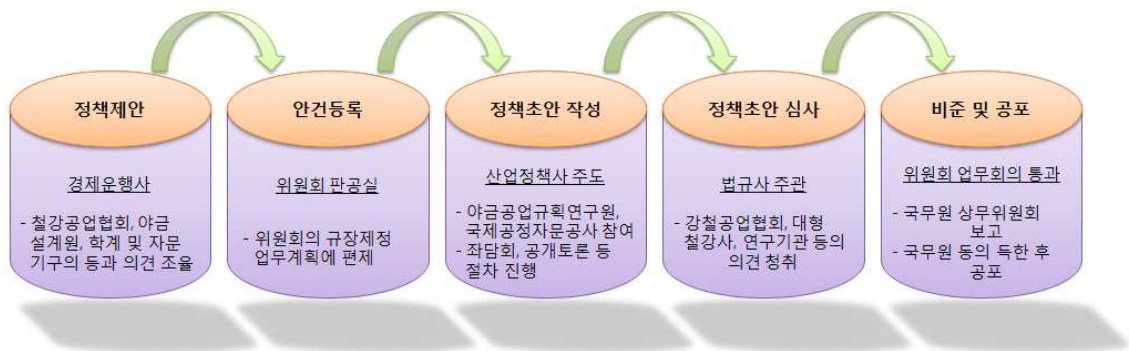 정책제안
경제운행사
- 철강공업협회, 야금
설계원, 학계 및 자문
기구의 등과 의견 조율
안건등록
위원회 판공실
- 위원회의 규장제정
업무계획에 편제
정책초안 작성
산업정책사 주도
- 야금공업규획연구원,
국제공정자문공사 참여
- 좌담회, 공개토론 등
절차 진행
정책초안 심사
법규사 주관
- 강철공업협회, 대형
철강사, 연구기관 등의
의견 청취
비준 및 공포
위원회 업무회의 통과
- 국무원 상무위원회
보고
- 국무원 동의 득한 후
공포